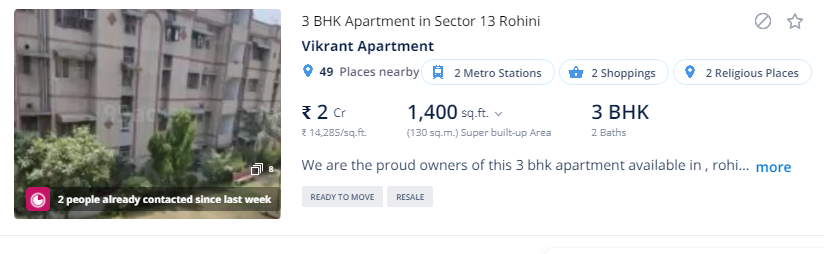 3 BHK Apartment in Sector 13 Rohini
Vikrant Apartment
49 Places nearby
2 Metro Stations
2 Shoppings
2 Religious Places
₹ 2 Cr
₹ 14,285/sq.ft.
1,400 sq.ft.
(130 sq.m.) Super built-up Area
3 BHK
2 Baths
8
We are the proud owners of this 3 bhk apartment available in , rohi... more
2 people already contacted since last week
READY TO MOVE
RESALE